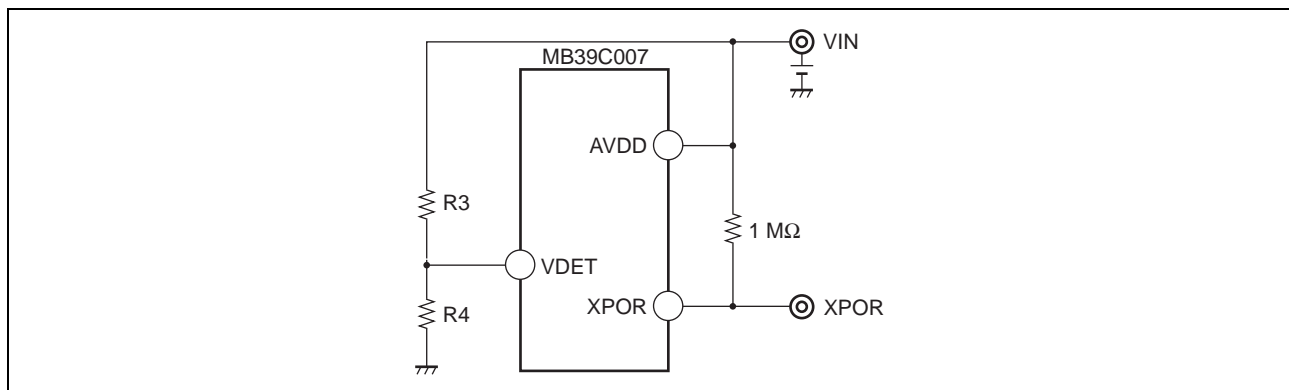 VIN
MB39C007
AVDD
R3
1 MΩ
VDET
R4
XPOR
XPOR